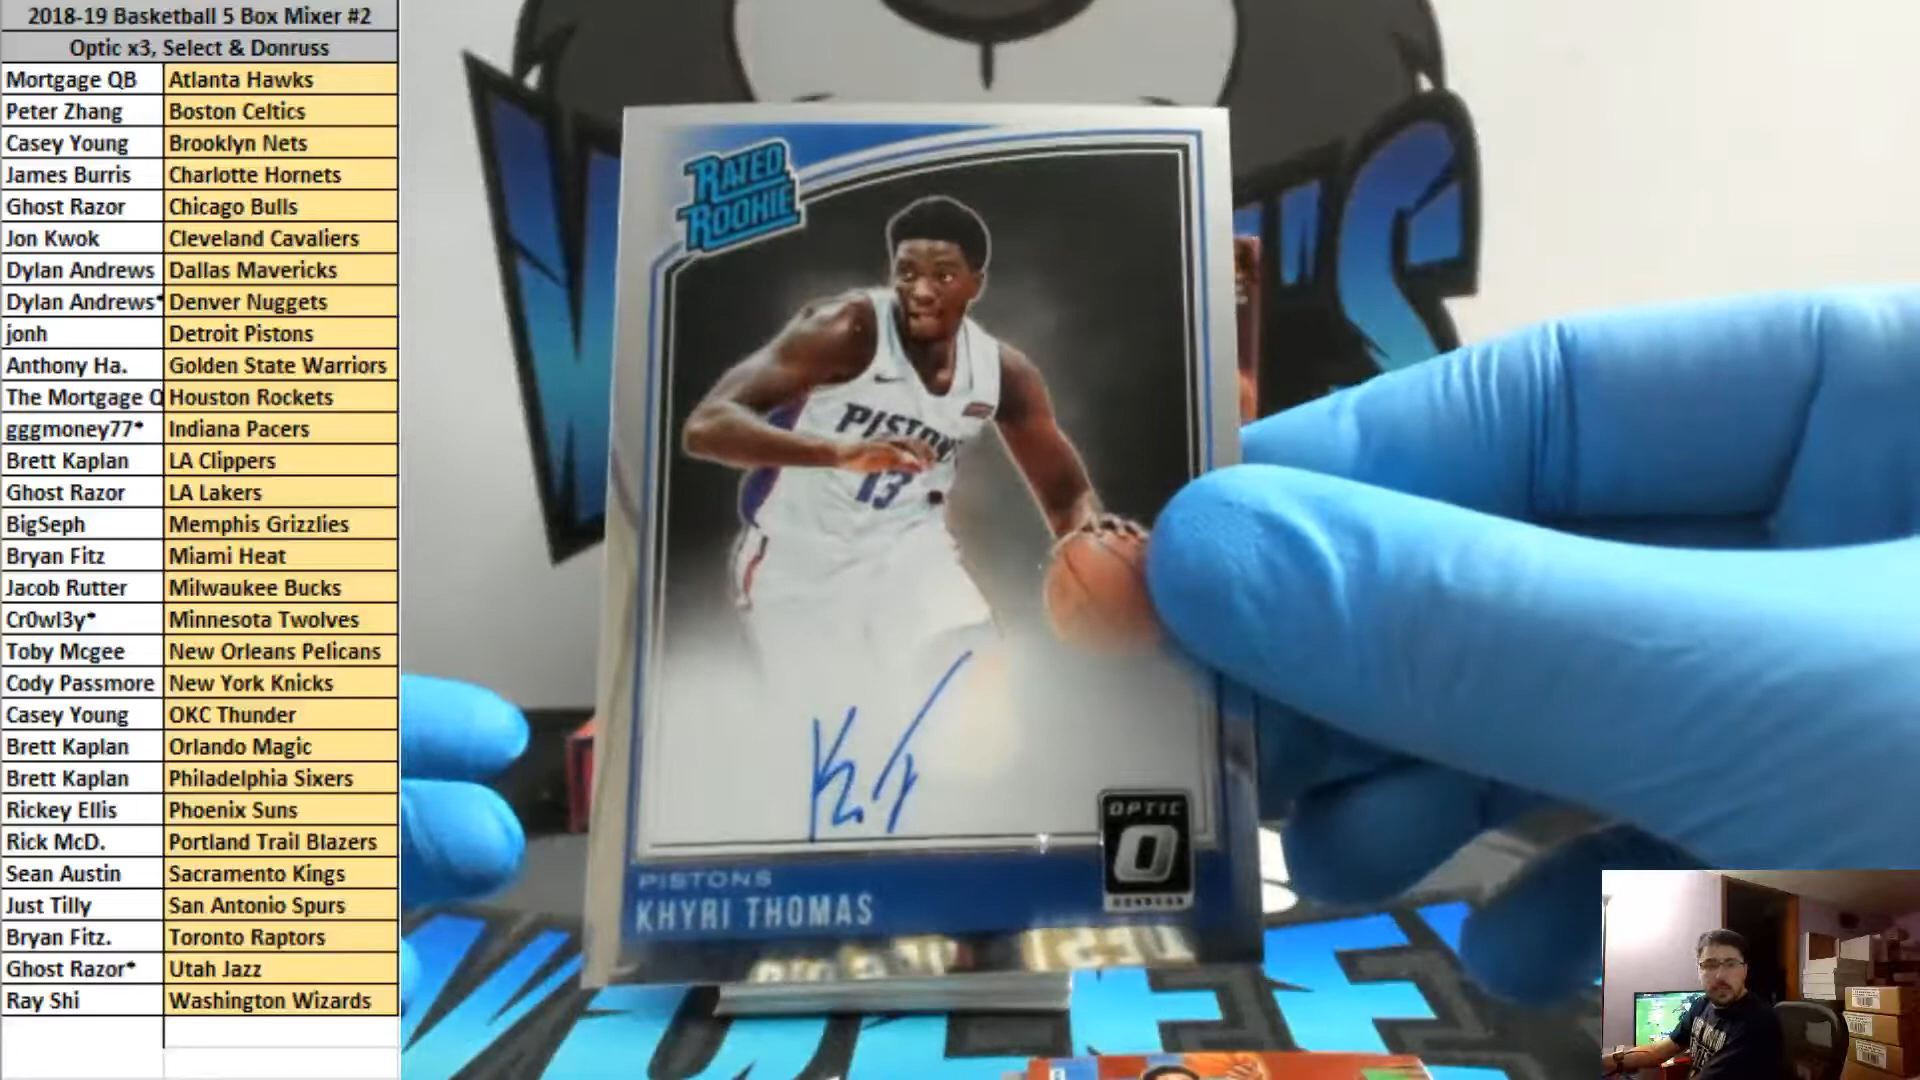 2018-19 Basketball 5 Box Mixer #2
Optic x3, Select & Donruss
Mortgage QB Atlanta Hawks
Peter Zhang Boston Celtics
Casey Young Brooklyn Nets
James Burris Charlotte Hornets
Ghost Razor Chicago Bulls
Jon Kwok Cleveland Cavaliers
Dylan Andrews Dallas Mavericks
Dylan Andrews* Denver Nuggets
jonh Detroit Pistons
Anthony Ha. Golden State Warriors
The Mortgage Q Houston Rockets
gggmoney77* Indiana Pacers
Brett Kaplan LA Clippers
Ghost Razor LA Lakers
BigSeph Memphis Grizzlies
Bryan Fitz Miami Heat
Jacob Rutter Milwaukee Bucks
Cr0wl3y* Minnesota Twolves
Toby Mcgee New Orleans Pelicans
Cody Passmore New York Knicks
Casey Young OKC Thunder
Brett Kaplan Orlando Magic
Brett Kaplan Philadelphia Sixers
Rickey Ellis Phoenix Suns
Rick McD. Portland Trail Blazers
Sean Austin Sacramento Kings
Just Tilly San Antonio Spurs
Bryan Fitz. Toronto Raptors
Ghost Razor* Utah Jazz
Ray Shi Washington Wizards
RATED
ROOKIE
PISTONS
13
OPTIC
DONRUSS
PISTONS
KHYRI THOMAS